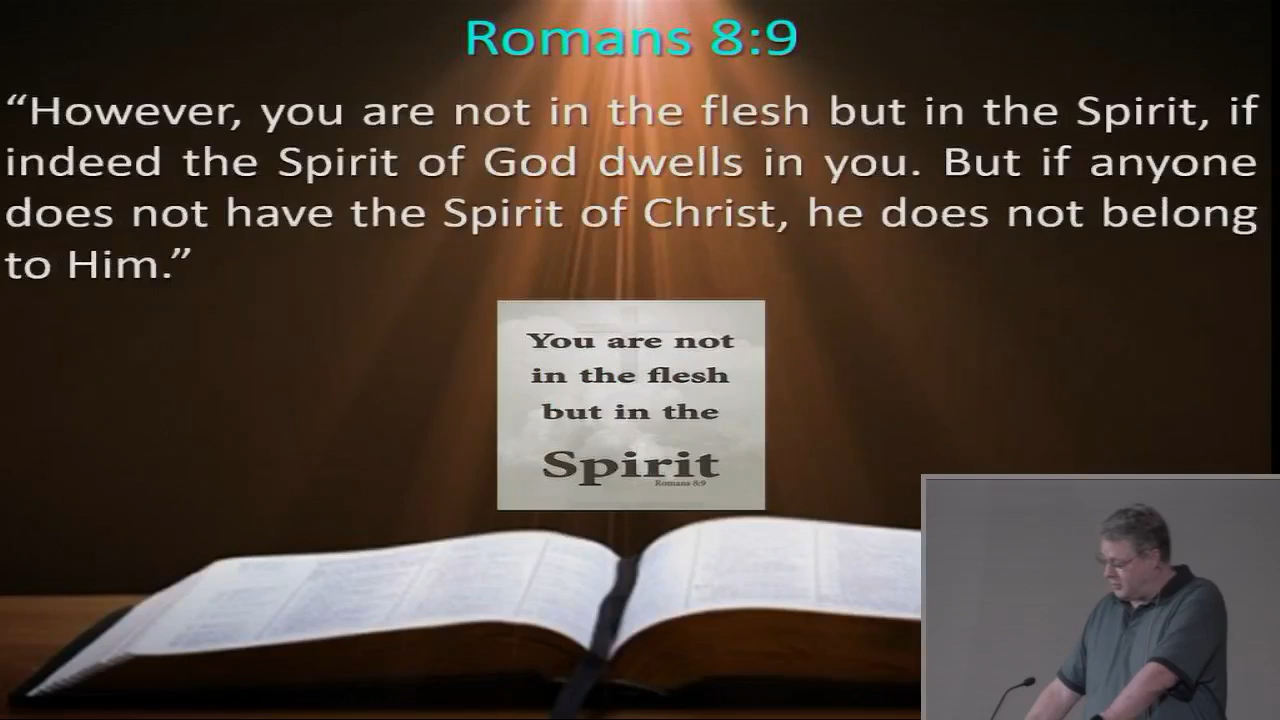 Romans 8:9
“However, you are not in the flesh but in the Spirit, if
indeed the Spirit of God dwells in you. But if anyone
does not have the Spirit of Christ, he does not belong
to Him.”
You are not
in the flesh
but in the
Spirit
Romans 8:9